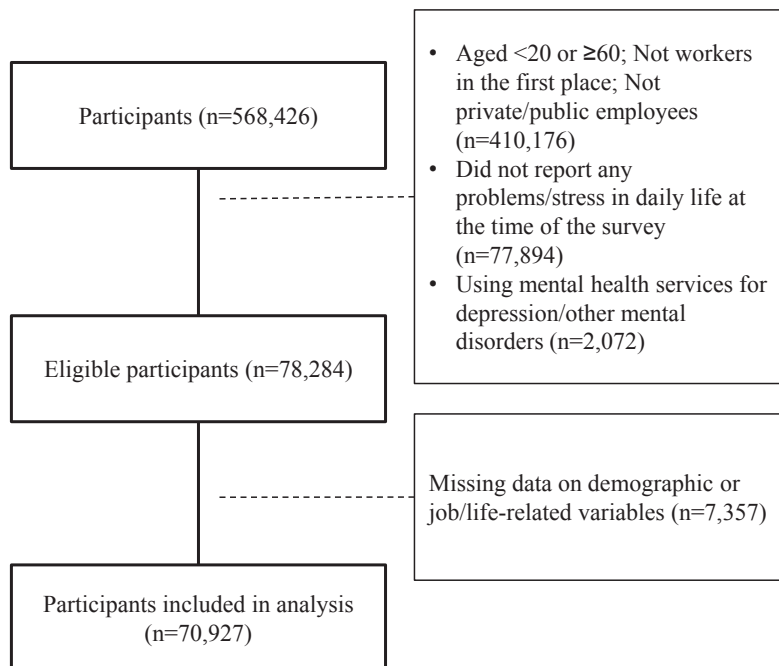 Participants (n=568,426)
• Aged <20 or ≥60; Not workers
in the first place; Not
private/public employees
(n=410,176)
• Did not report any
problems/stress in daily life at
the time of the survey
(n=77,894)
• Using mental health services for
depression/other mental
disorders (n=2,072)
Eligible participants (n=78,284)
Missing data on demographic or
job/life-related variables (n=7,357)
Participants included in analysis
(n=70,927)